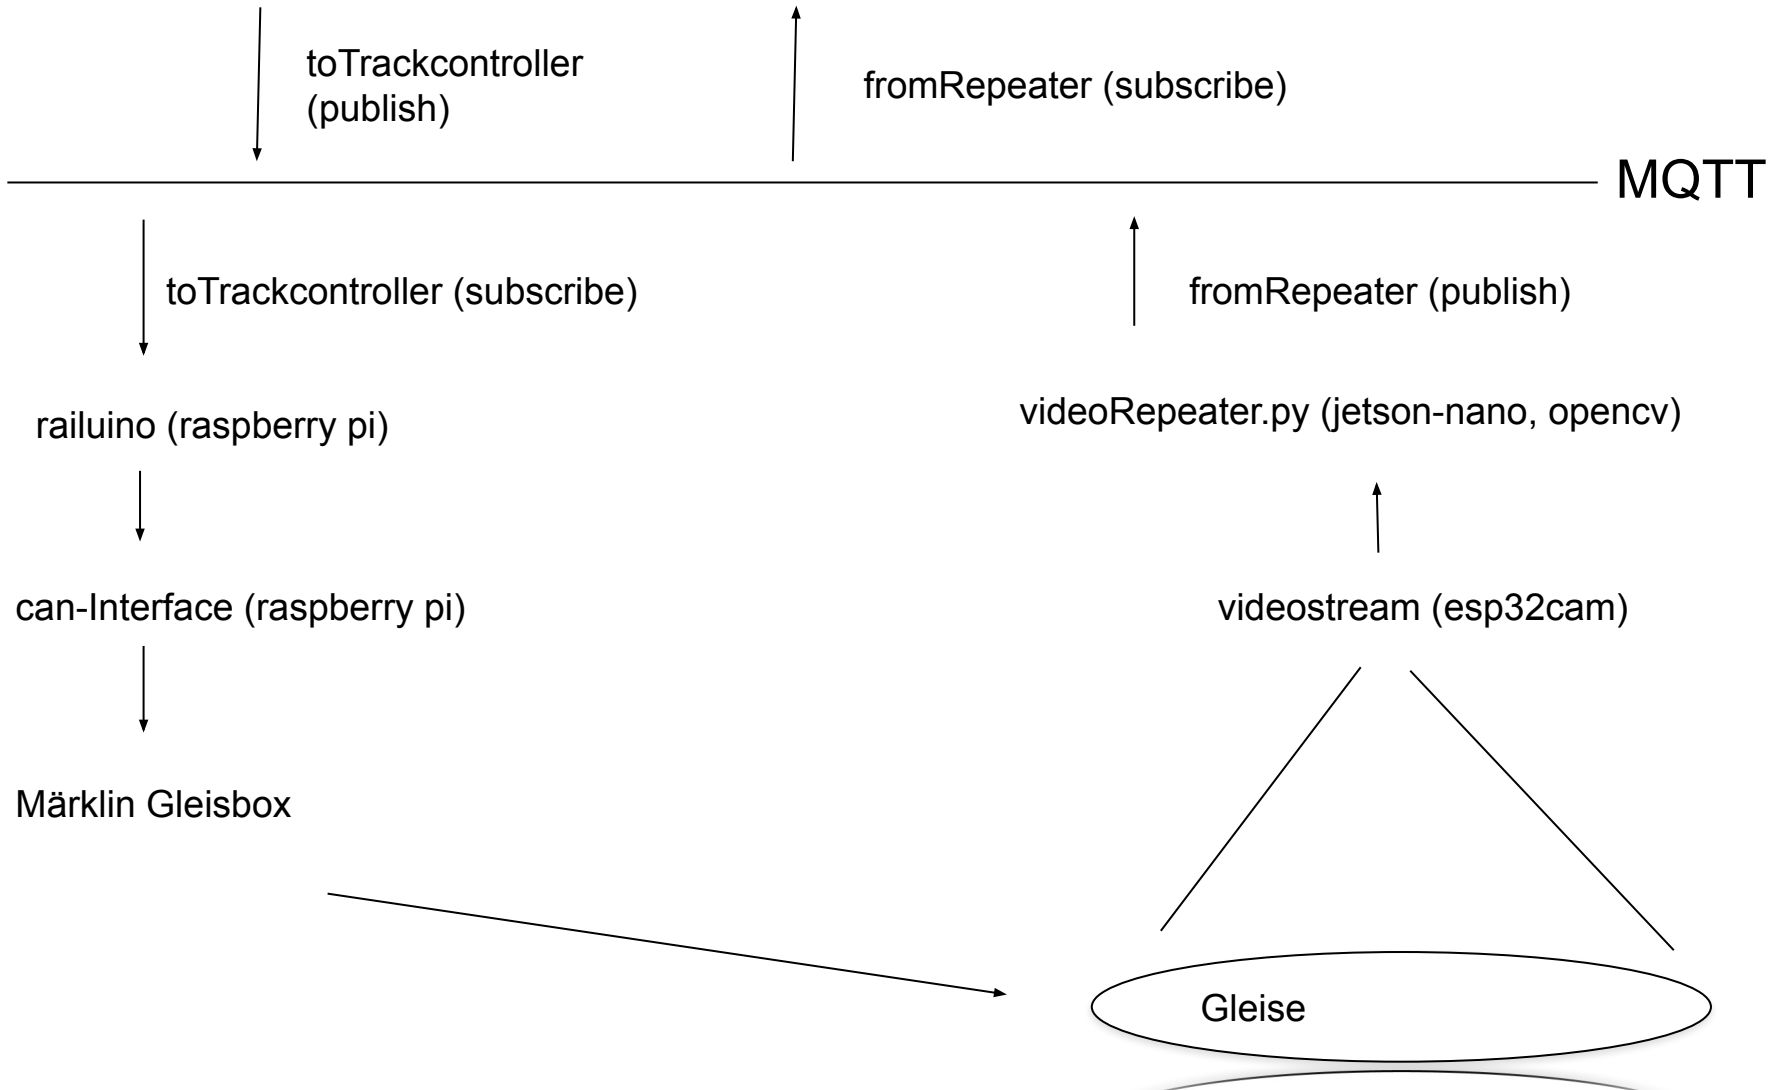 toTrackcontroller
(publish)
fromRepeater (subscribe)
MQTT
toTrackcontroller (subscribe)
fromRepeater (publish)
railuino (raspberry pi)
videoRepeater.py (jetson-nano, opencv)
can-Interface (raspberry pi)
videostream (esp32cam)
Märklin Gleisbox
Gleise